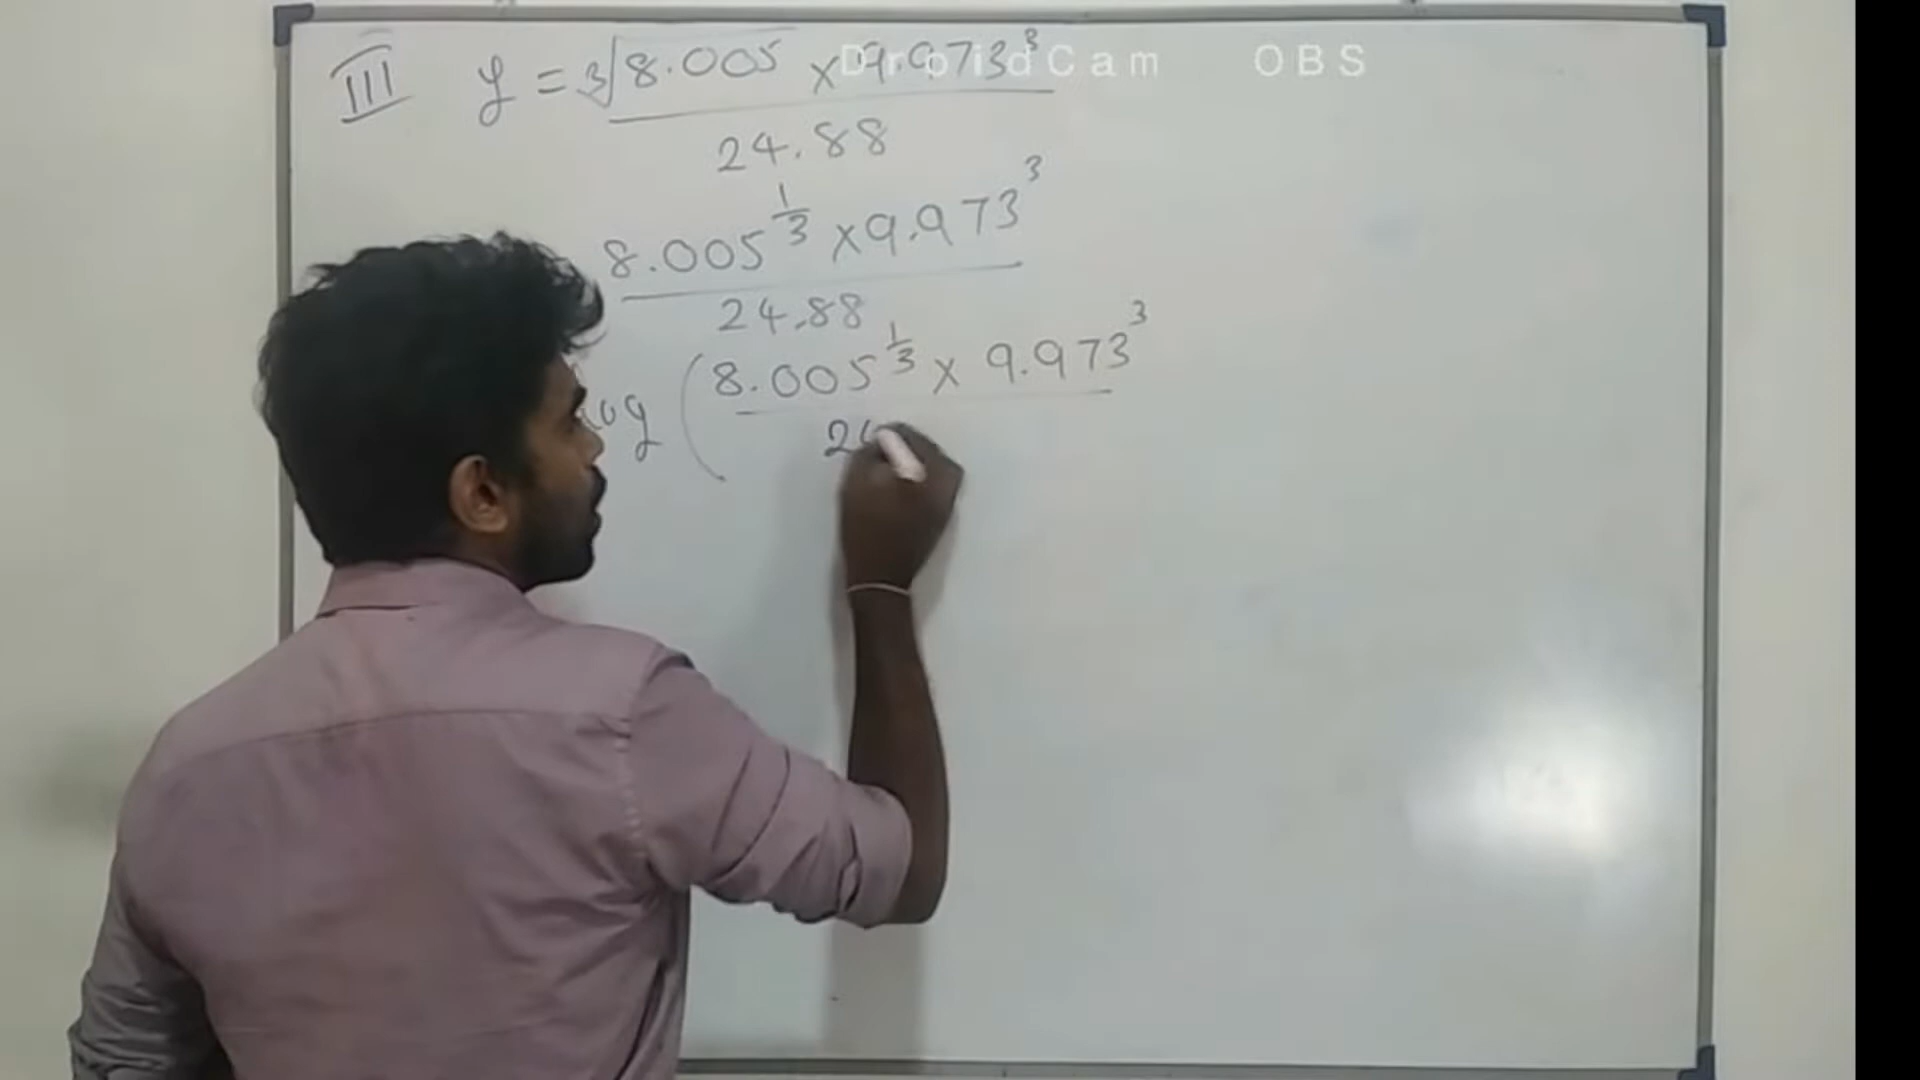 III y = ∛8.005 × 9.973³
DroidCam OBS
24.88
8.005^1/3 × 9.973³
24.88
log (8.005^1/3 × 9.973³
24